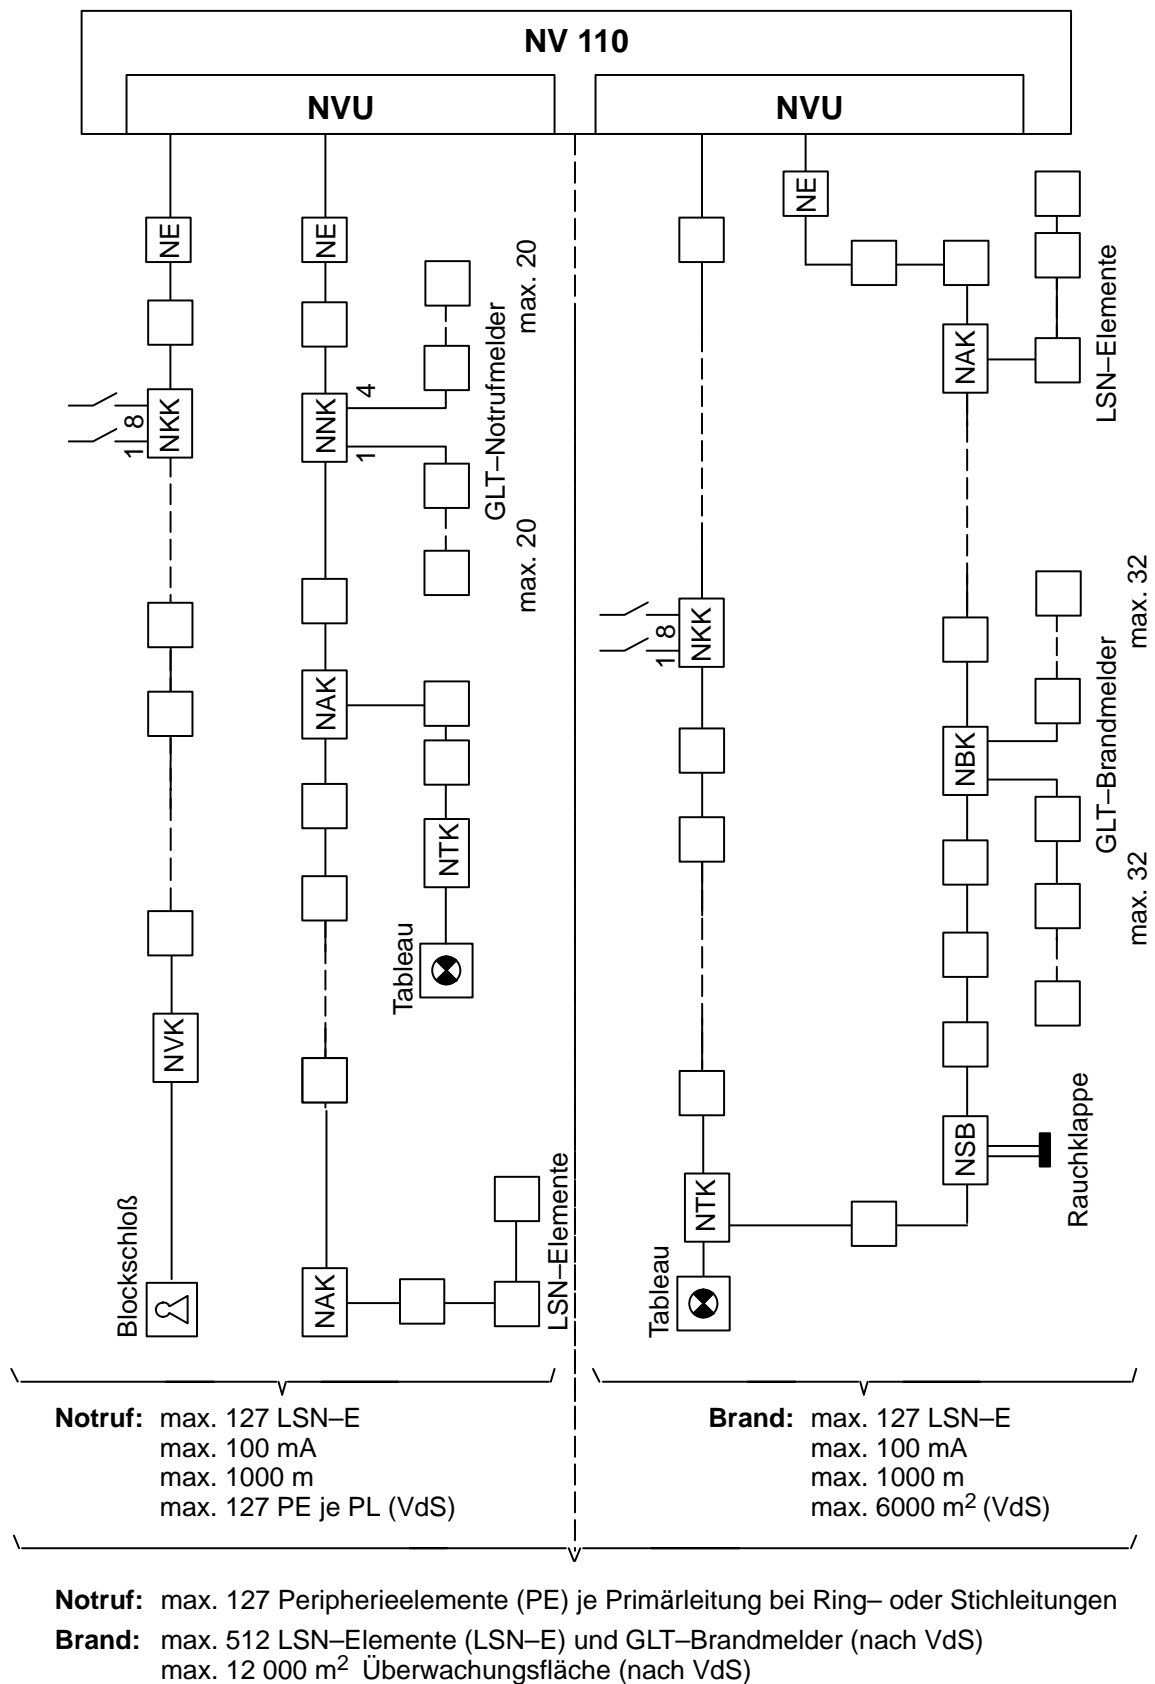 NV 110
NVU
NVU
NE
NE
NE
NKK
1 8
NNK
4
1
max. 20
GLT–Notrufmelder
max. 20
NAK
NTK
Tableau
NVK
Blockschloß
NAK
LSN–Elemente
NAK
LSN–Elemente
NKK
1 8
NBK
max. 32
GLT–Brandmelder
max. 32
NSB
Rauchklappe
NTK
Tableau
Notruf: max. 127 LSN–E
max. 100 mA
max. 1000 m
max. 127 PE je PL (VdS)
Brand: max. 127 LSN–E
max. 100 mA
max. 1000 m
max. 6000 m² (VdS)
Notruf: max. 127 Peripherieelemente (PE) je Primärleitung bei Ring– oder Stichleitungen
Brand: max. 512 LSN–Elemente (LSN–E) und GLT–Brandmelder (nach VdS)
max. 12 000 m² Überwachungsfläche (nach VdS)